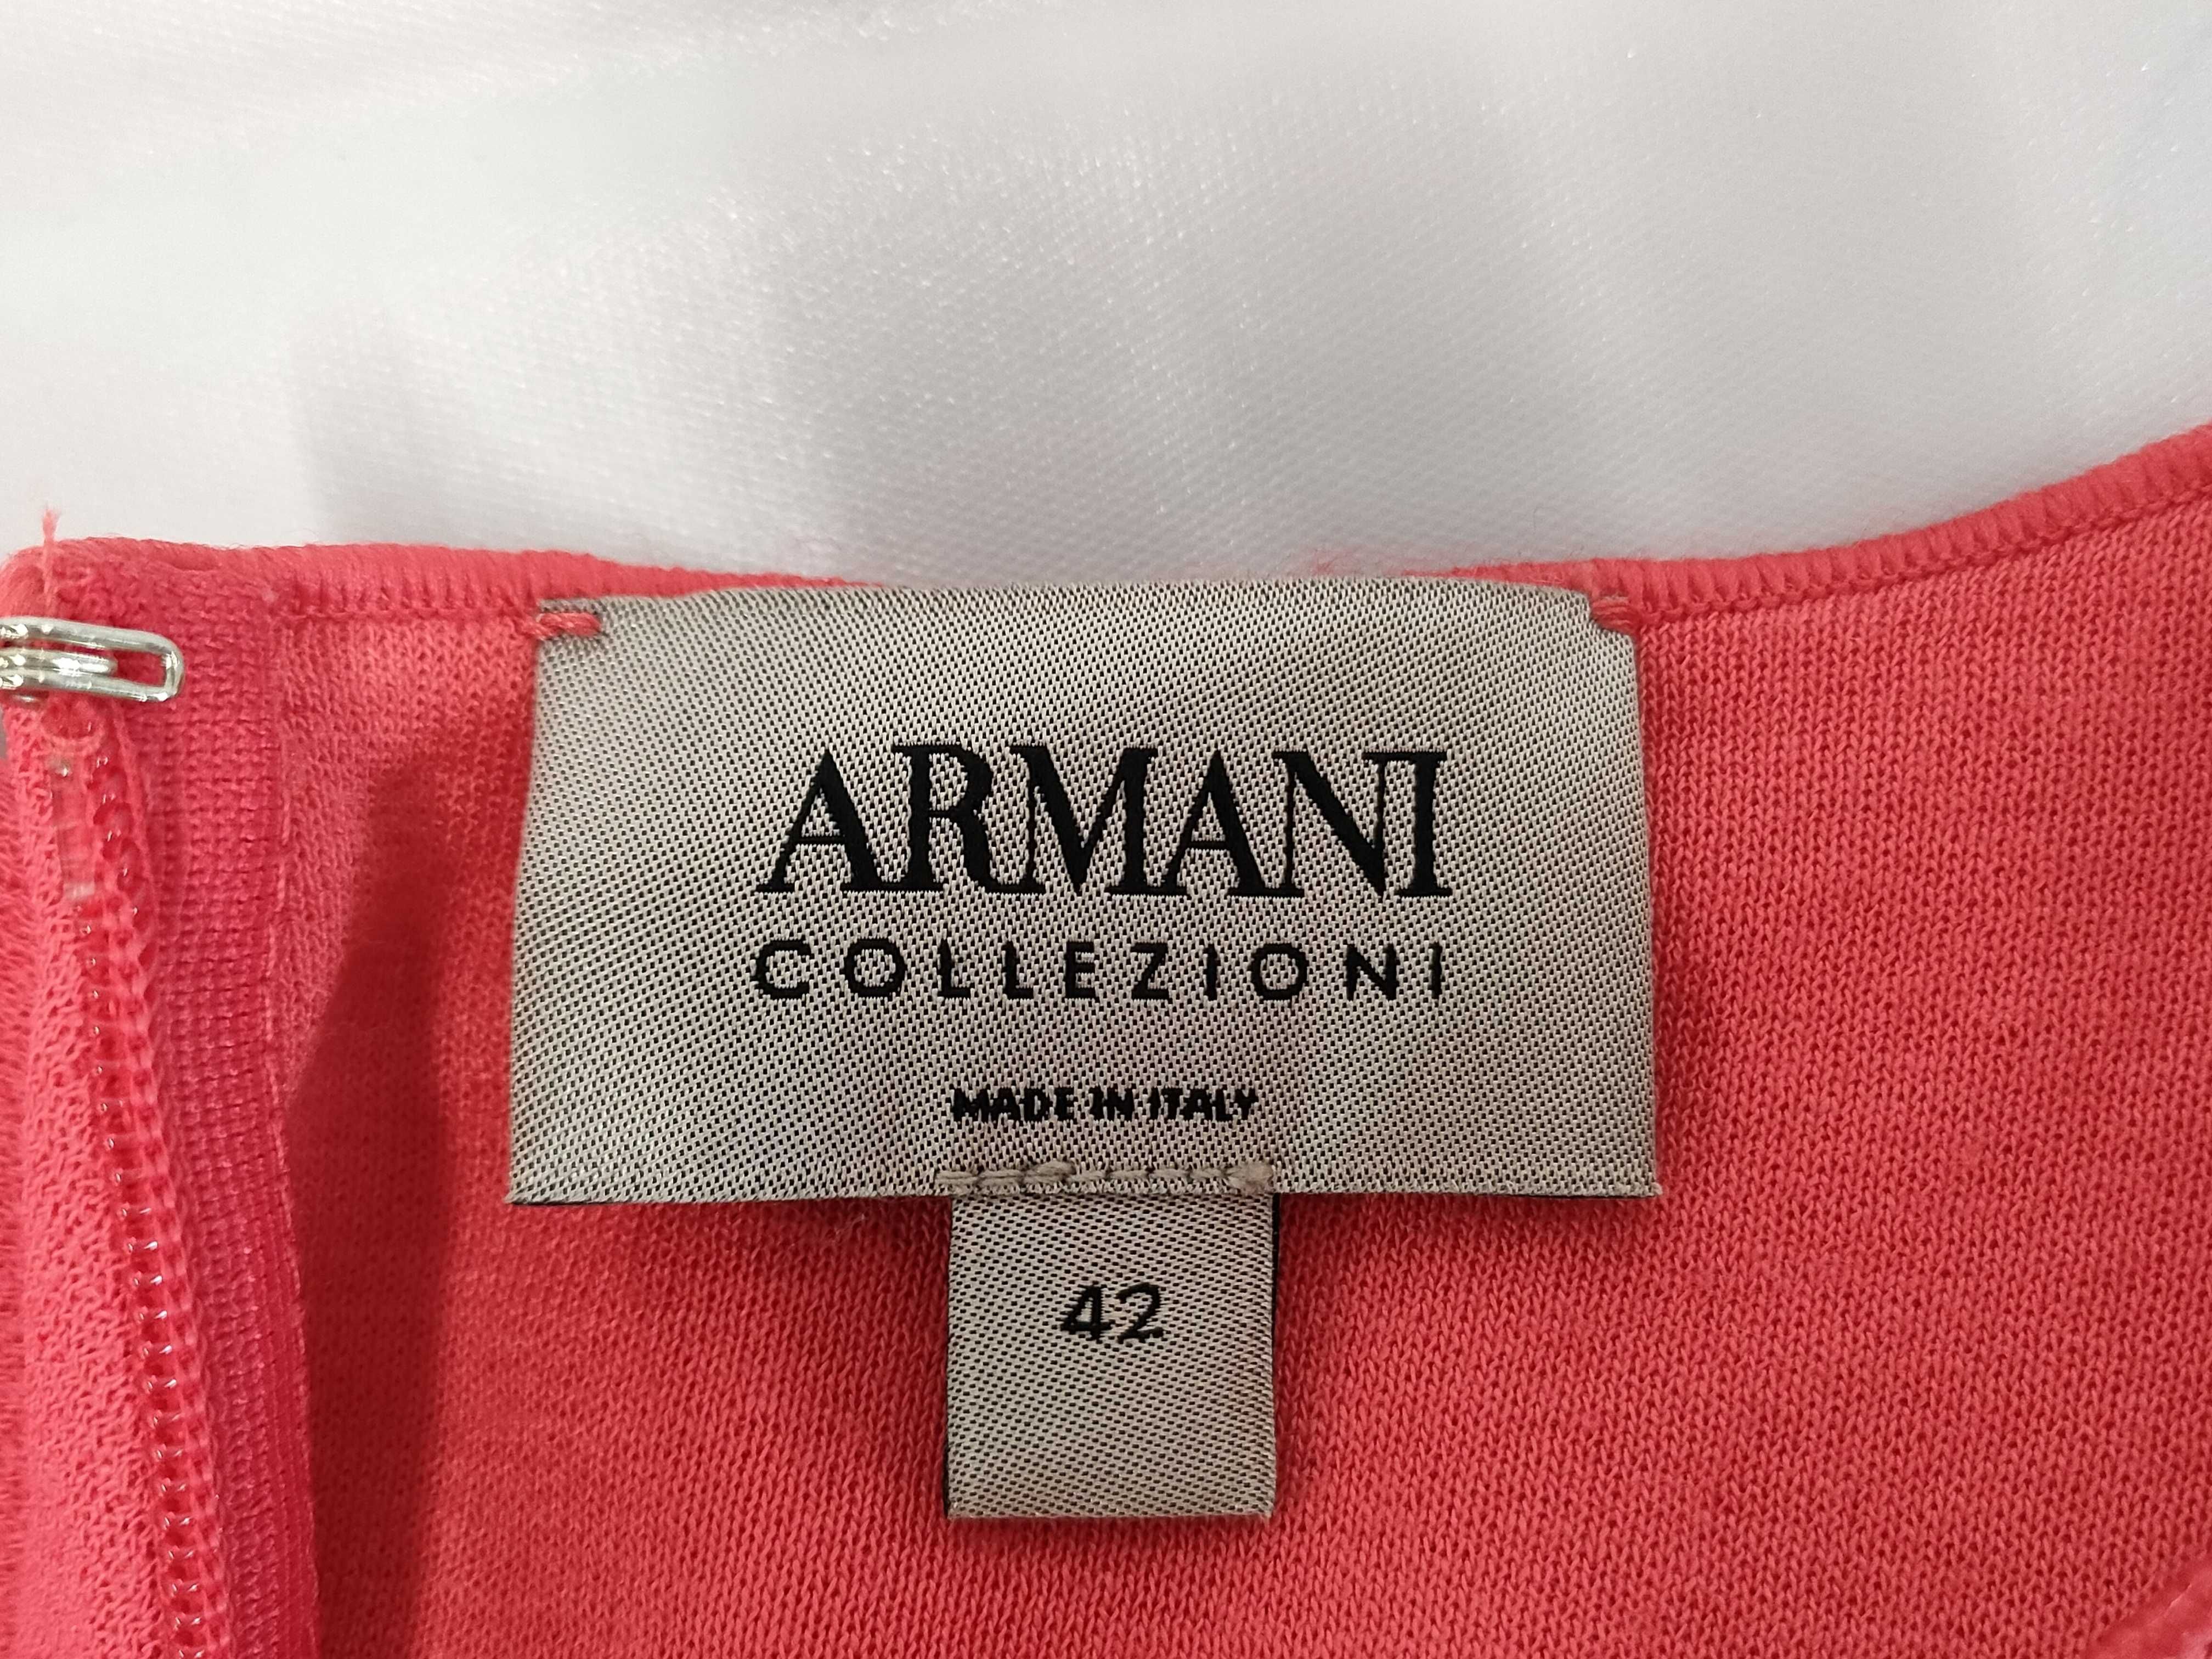 ARMANI
COLLEZIONI
MADE IN ITALY
42